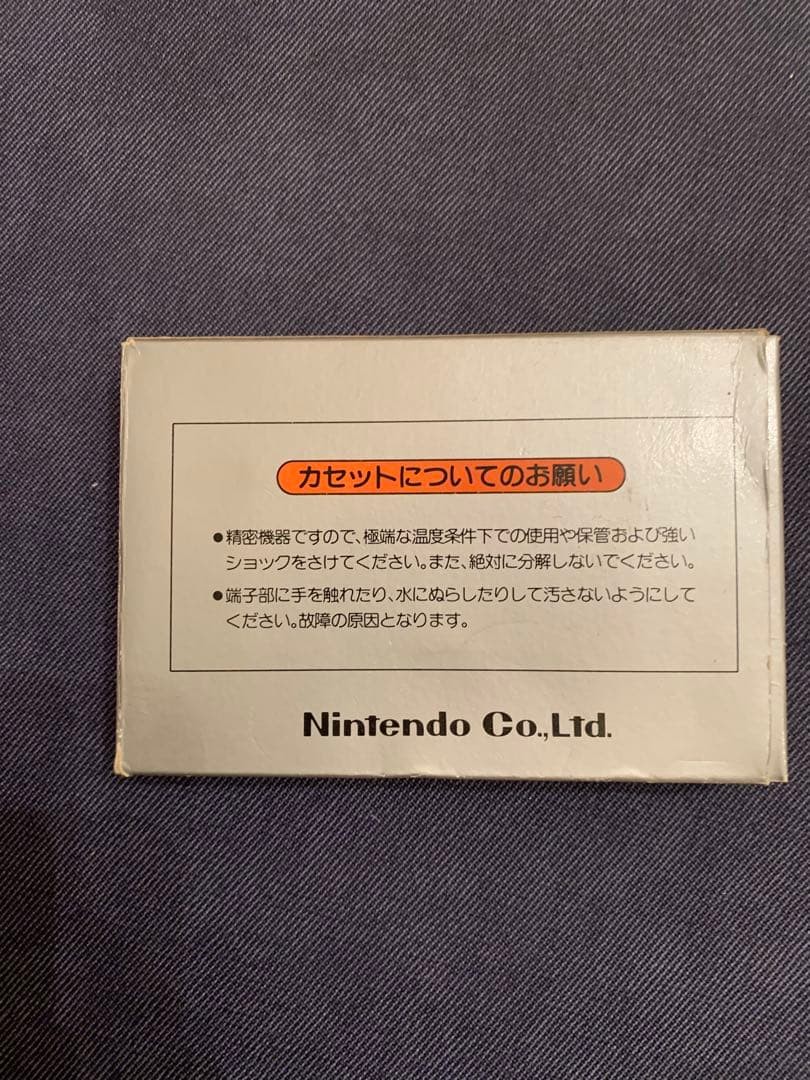 カセットについてのお願い
●精密機器ですので、極端な温度条件下での使用や保管および強い
ショックをさけてください。また、絶対に分解しないでください。
●端子部に手を触れたり、水にぬらしたりして汚さないようにして
ください。故障の原因となります。
Nintendo Co.,Ltd.